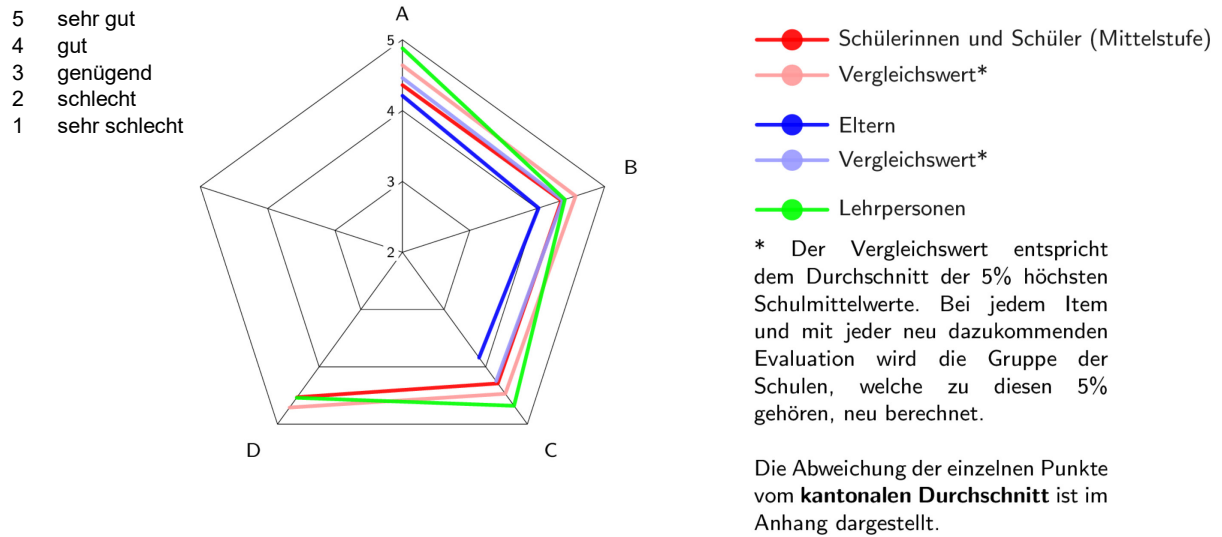 5 sehr gut
4 gut
3 genügend
2 schlecht
1 sehr schlecht
A
5
4
3
2
B
C
D
Schülerinnen und Schüler (Mittelstufe)
Vergleichswert*
Eltern
Vergleichswert*
Lehrpersonen
* Der Vergleichswert entspricht
dem Durchschnitt der 5% höchsten
Schulmittelwerte. Bei jedem Item
und mit jeder neu dazukommenden
Evaluation wird die Gruppe der
Schulen, welche zu diesen 5%
gehören, neu berechnet.
Die Abweichung der einzelnen Punkte
vom kantonalen Durchschnitt ist im
Anhang dargestellt.